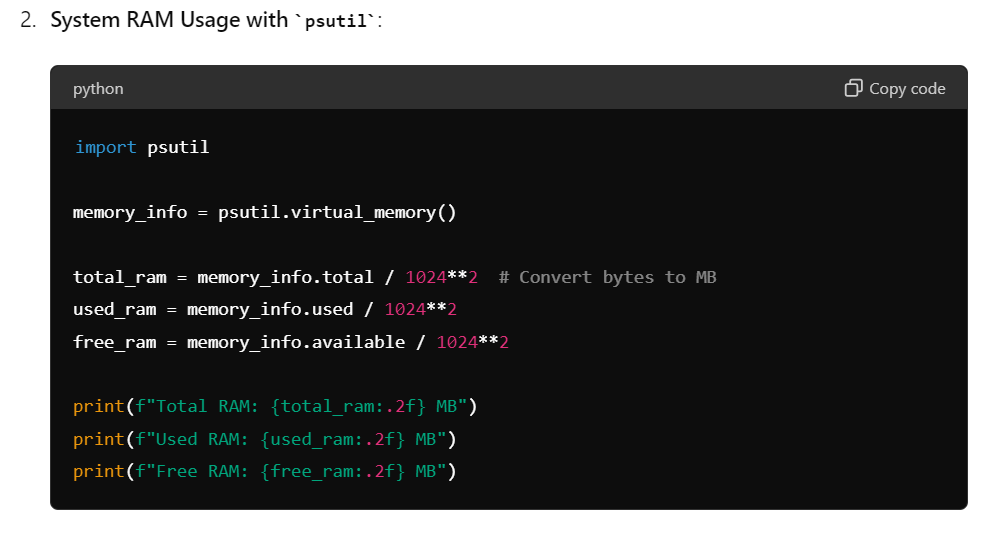 2. System RAM Usage with `psutil`:
python
Copy code
import psutil
memory_info = psutil.virtual_memory()
total_ram = memory_info.total / 1024**2  # Convert bytes to MB
used_ram = memory_info.used / 1024**2
free_ram = memory_info.available / 1024**2
print(f"Total RAM: {total_ram:.2f} MB")
print(f"Used RAM: {used_ram:.2f} MB")
print(f"Free RAM: {free_ram:.2f} MB")